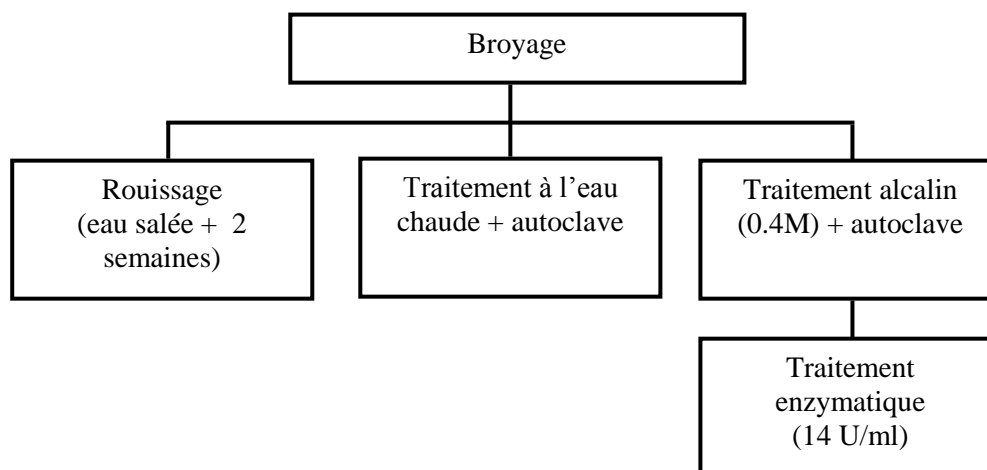 Broyage
Rouissage
(eau salée + 2
semaines)
Traitement à l’eau
chaude + autoclave
Traitement alcalin
(0.4M) + autoclave
Traitement
enzymatique
(14 U/ml)